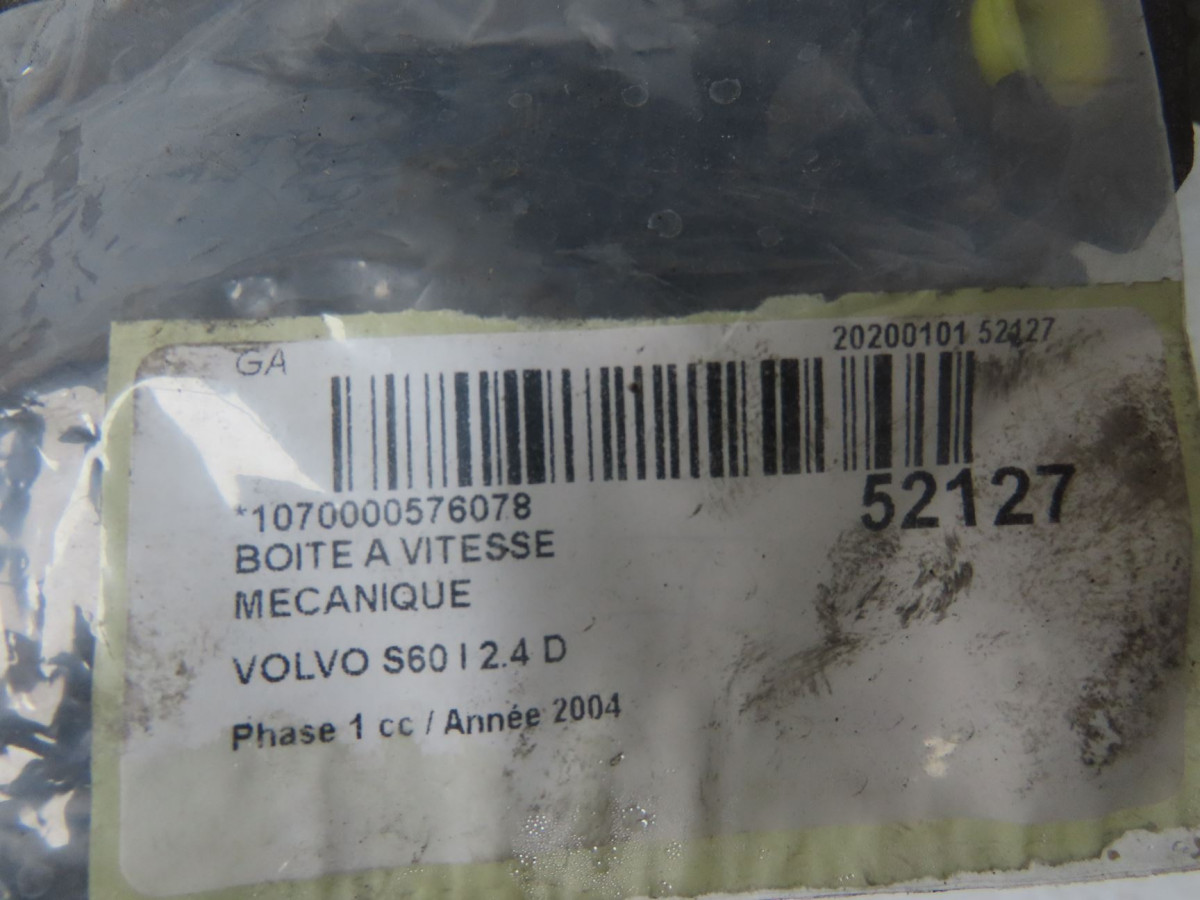 GA
20200101 52127
*1070000576078
52127
BOITE A VITESSE
MECANIQUE
VOLVO S60 I 2.4 D
Phase 1 cc / Année 2004